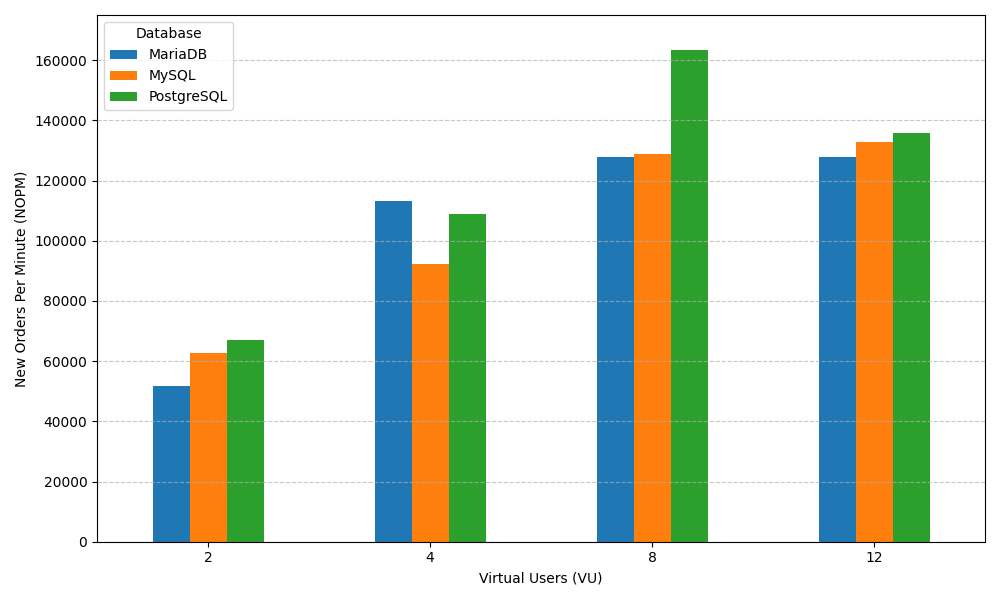 Database
MariaDB
MySQL
PostgreSQL
New Orders Per Minute (NOPM)
160000
140000
120000
100000
80000
60000
40000
20000
0
2 4 8 12
Virtual Users (VU)